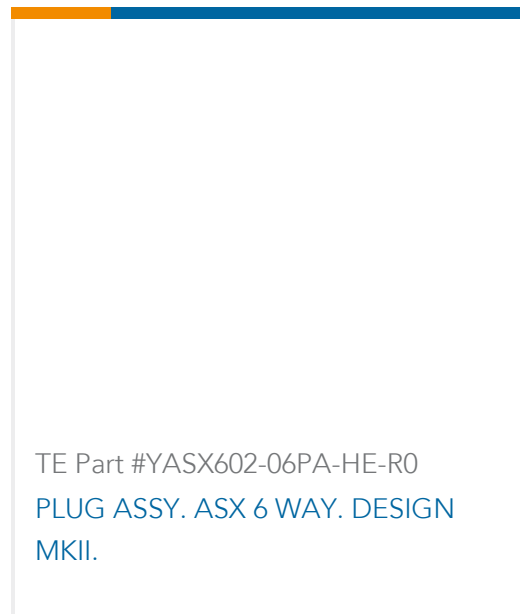 TE Part #YASX602-06PA-HE-R0
PLUG ASSY. ASX 6 WAY. DESIGN
MKII.